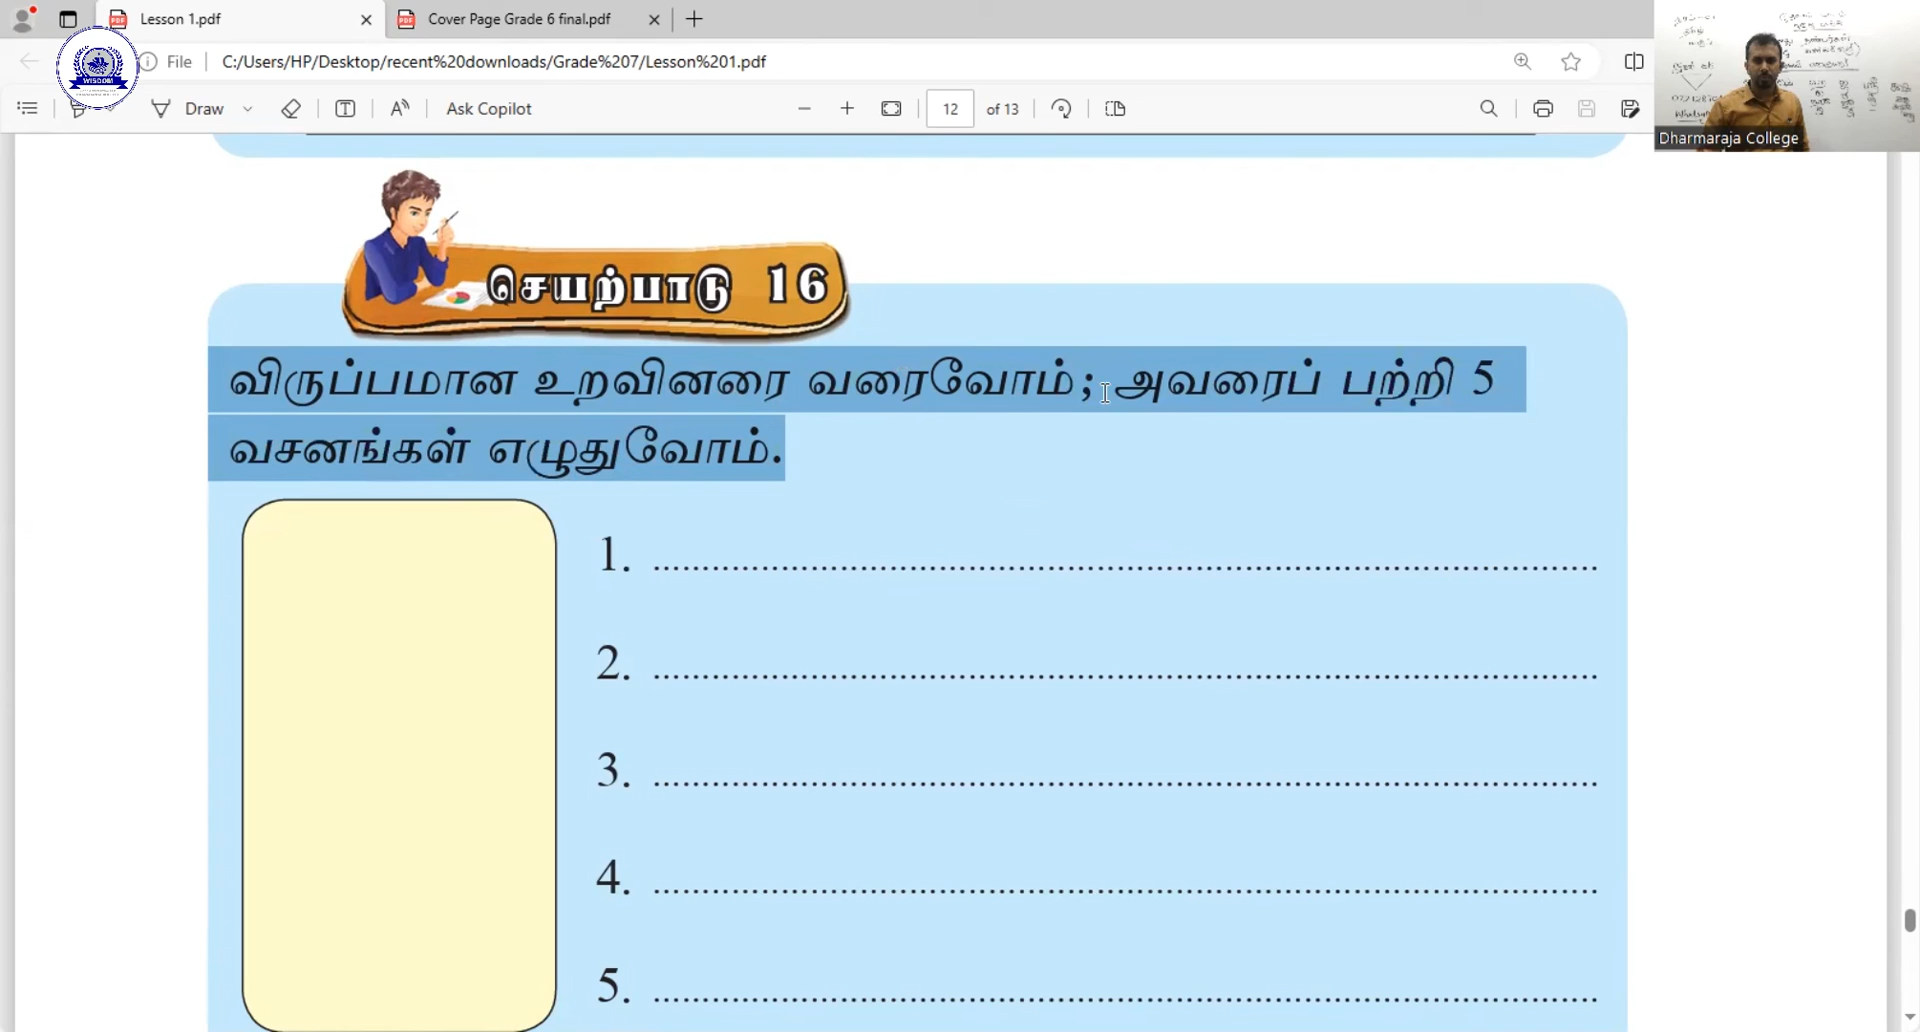 Lesson 1.pdf
Cover Page Grade 6 final.pdf
File
C:/Users/HP/Desktop/recent%20downloads/Grade%207/Lesson%201.pdf
WISDOM
Draw
Ask Copilot
12 of 13
Dharmaraja College
செயற்பாடு 16
விருப்பமான உறவினரை வரைவோம்; அவரைப் பற்றி 5
வசனங்கள் எழுதுவோம்.
1. ................................................................................
2. ................................................................................
3. ................................................................................
4. ................................................................................
5. ................................................................................